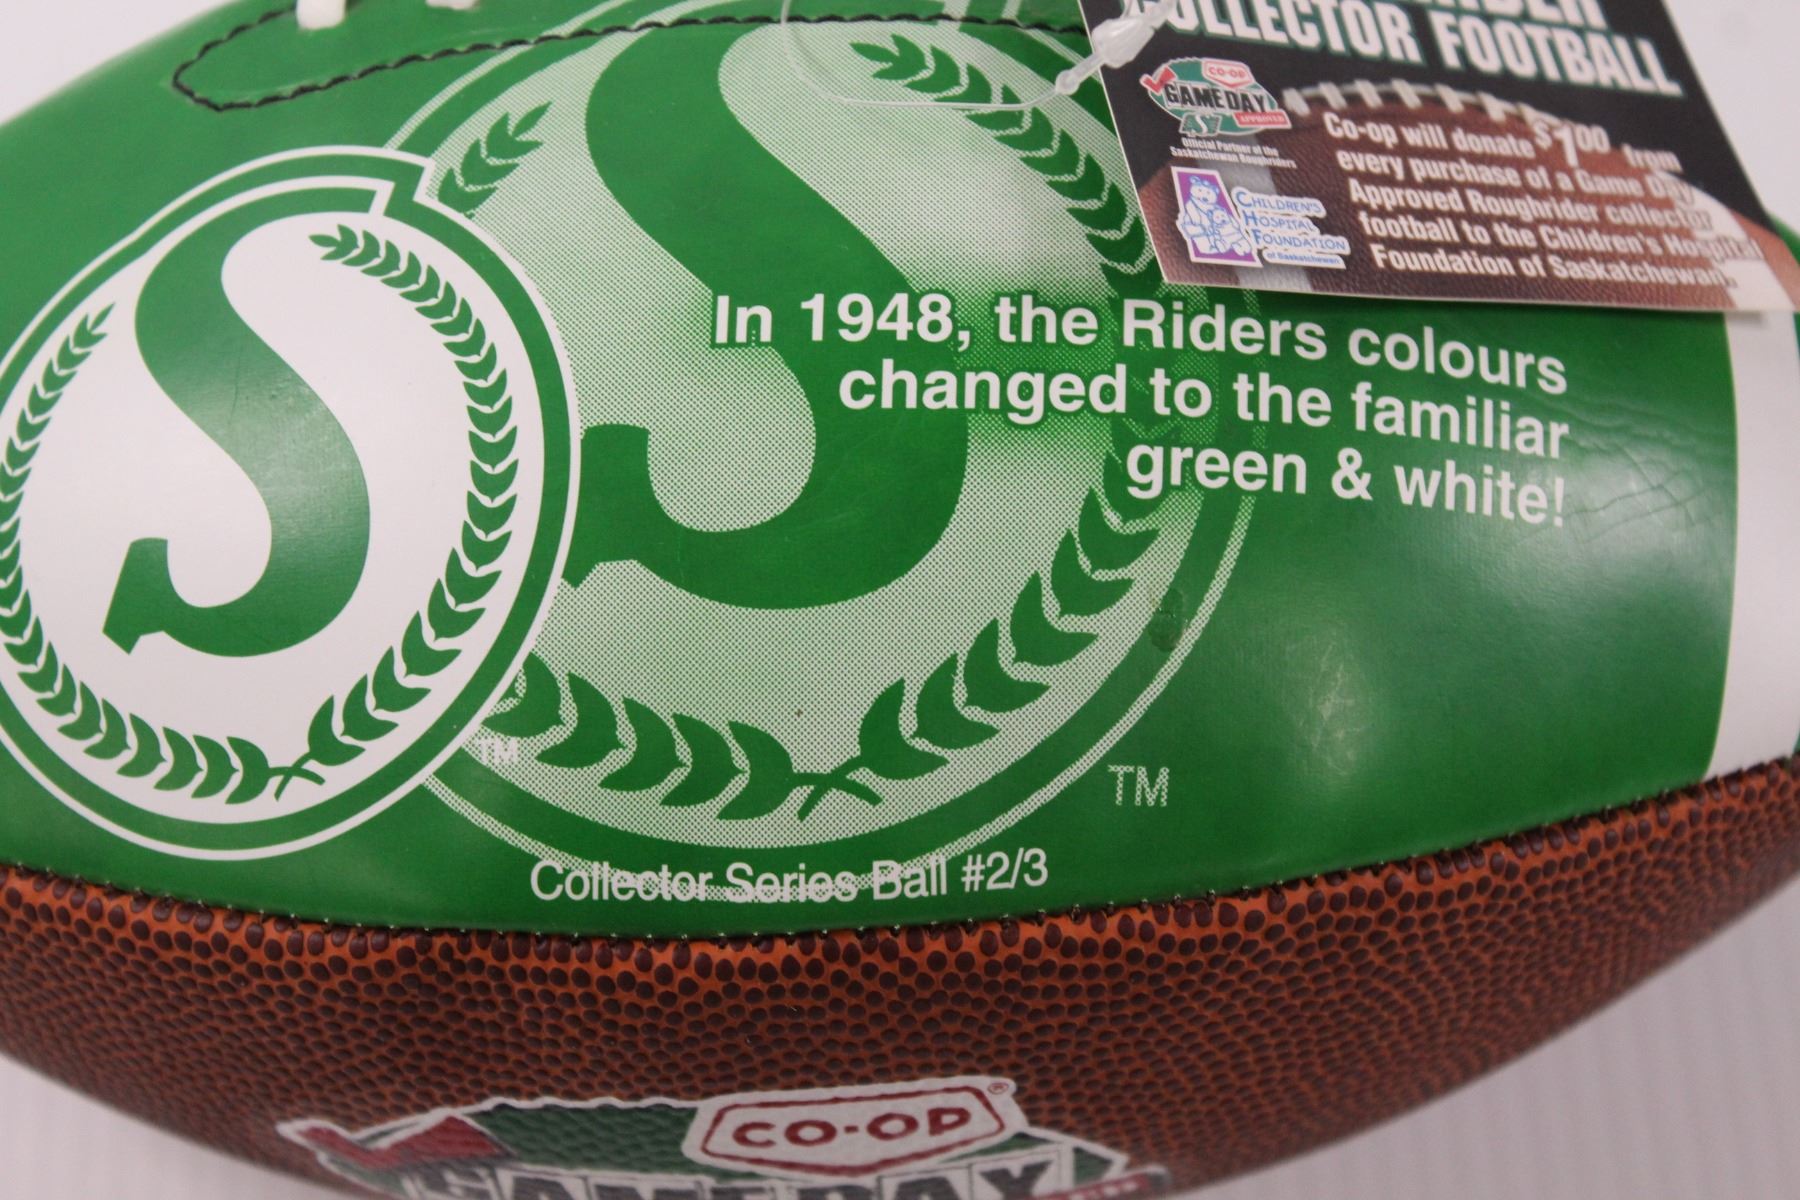 COLLECTOR FOOTBALL
CO-OP
GAME DAY
APPROVED
Official Partner of the
Saskatchewan Roughriders
Co-op will donate $1.00 from
every purchase of a Game Day
Approved Roughrider collector
football to the Children's Hospital
Foundation of Saskatchewan.
CHILDREN'S
HOSPITAL
FOUNDATION
of Saskatchewan
S
S
In 1948, the Riders colours
changed to the familiar
green & white!
TM
TM
Collector Series Ball #2/3
CO-OP®
GAME DAY